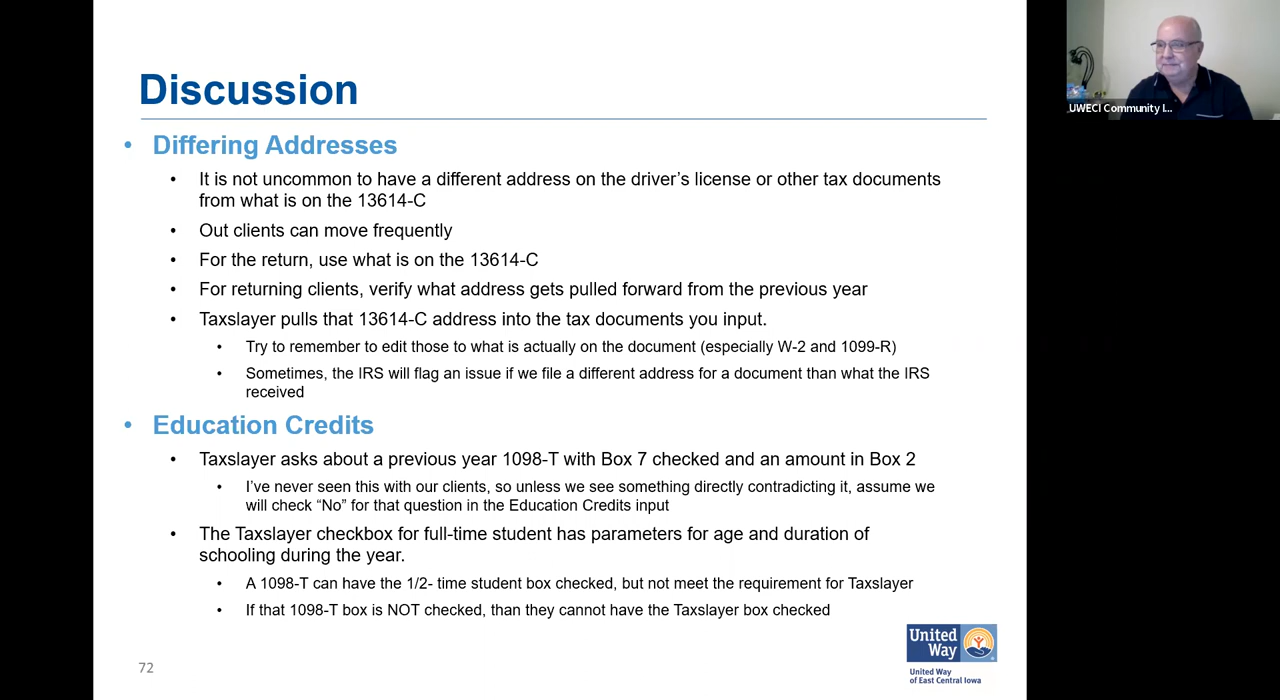 Discussion
• Differing Addresses
• It is not uncommon to have a different address on the driver’s license or other tax documents
from what is on the 13614-C
• Out clients can move frequently
• For the return, use what is on the 13614-C
• For returning clients, verify what address gets pulled forward from the previous year
• Taxslayer pulls that 13614-C address into the tax documents you input.
• Try to remember to edit those to what is actually on the document (especially W-2 and 1099-R)
• Sometimes, the IRS will flag an issue if we file a different address for a document than what the IRS
received
• Education Credits
• Taxslayer asks about a previous year 1098-T with Box 7 checked and an amount in Box 2
• I’ve never seen this with our clients, so unless we see something directly contradicting it, assume we
will check “No” for that question in the Education Credits input
• The Taxslayer checkbox for full-time student has parameters for age and duration of
schooling during the year.
• A 1098-T can have the 1/2- time student box checked, but not meet the requirement for Taxslayer
• If that 1098-T box is NOT checked, than they cannot have the Taxslayer box checked
72
United
Way
United Way
of East Central Iowa
UWECI Community I...